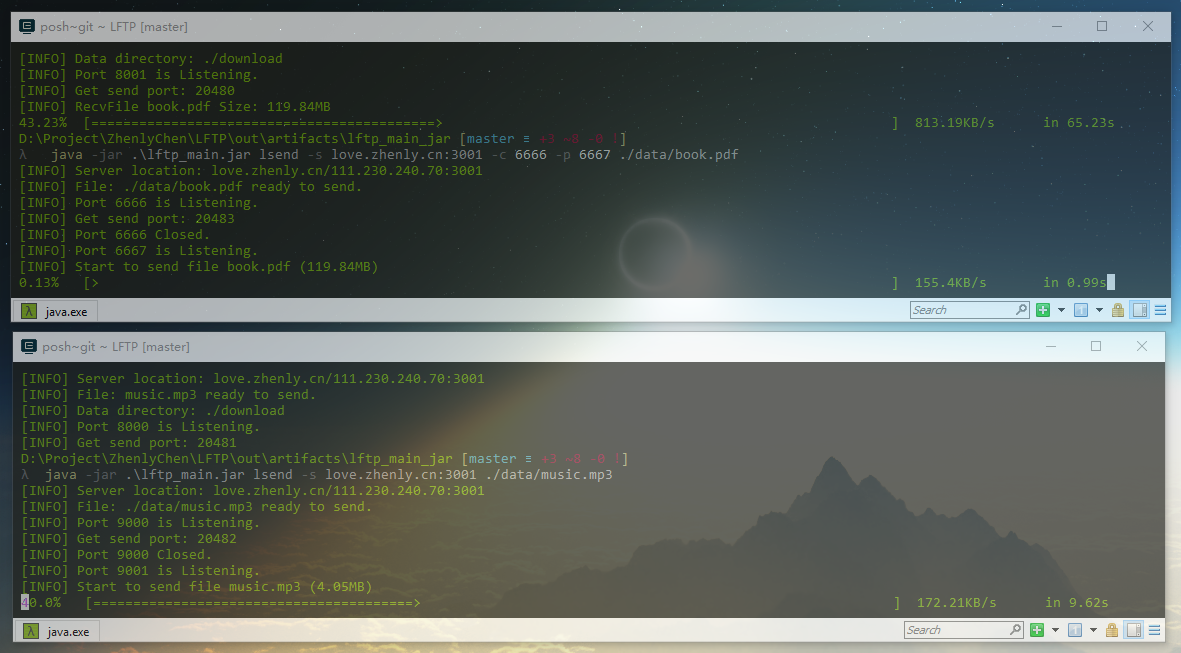 posh~git ~ LFTP [master]
[INFO] Data directory: ./download
[INFO] Port 8001 is Listening.
[INFO] Get send port: 20480
[INFO] RecvFile book.pdf Size: 119.84MB
43.23% [===========================================> ] 813.19KB/s in 65.23s
D:\Project\ZhenlyChen\LFTP\out\artifacts\lftp_main_jar [master ≡ +3 ~8 -0 |]
λ java -jar .\lftp_main.jar lsend -s love.zhenly.cn:3001 -c 6666 -p 6667 ./data/book.pdf
[INFO] Server location: love.zhenly.cn/111.230.240.70:3001
[INFO] File: ./data/book.pdf ready to send.
[INFO] Port 6666 is Listening.
[INFO] Get send port: 20483
[INFO] Port 6666 Closed.
[INFO] Port 6667 is Listening.
[INFO] Start to send file book.pdf (119.84MB)
0.13% [> ] 155.4KB/s in 0.99s
λ java.exe Search
posh~git ~ LFTP [master]
[INFO] Server location: love.zhenly.cn/111.230.240.70:3001
[INFO] File: music.mp3 ready to send.
[INFO] Data directory: ./download
[INFO] Port 8000 is Listening.
[INFO] Get send port: 20481
D:\Project\ZhenlyChen\LFTP\out\artifacts\lftp_main_jar [master ≡ +3 ~8 -0 |]
λ java -jar .\lftp_main.jar lsend -s love.zhenly.cn:3001 ./data/music.mp3
[INFO] Server location: love.zhenly.cn/111.230.240.70:3001
[INFO] File: ./data/music.mp3 ready to send.
[INFO] Port 9000 is Listening.
[INFO] Get send port: 20482
[INFO] Port 9000 Closed.
[INFO] Port 9001 is Listening.
[INFO] Start to send file music.mp3 (4.05MB)
40.0% [========================================> ] 172.21KB/s in 9.62s
λ java.exe Search